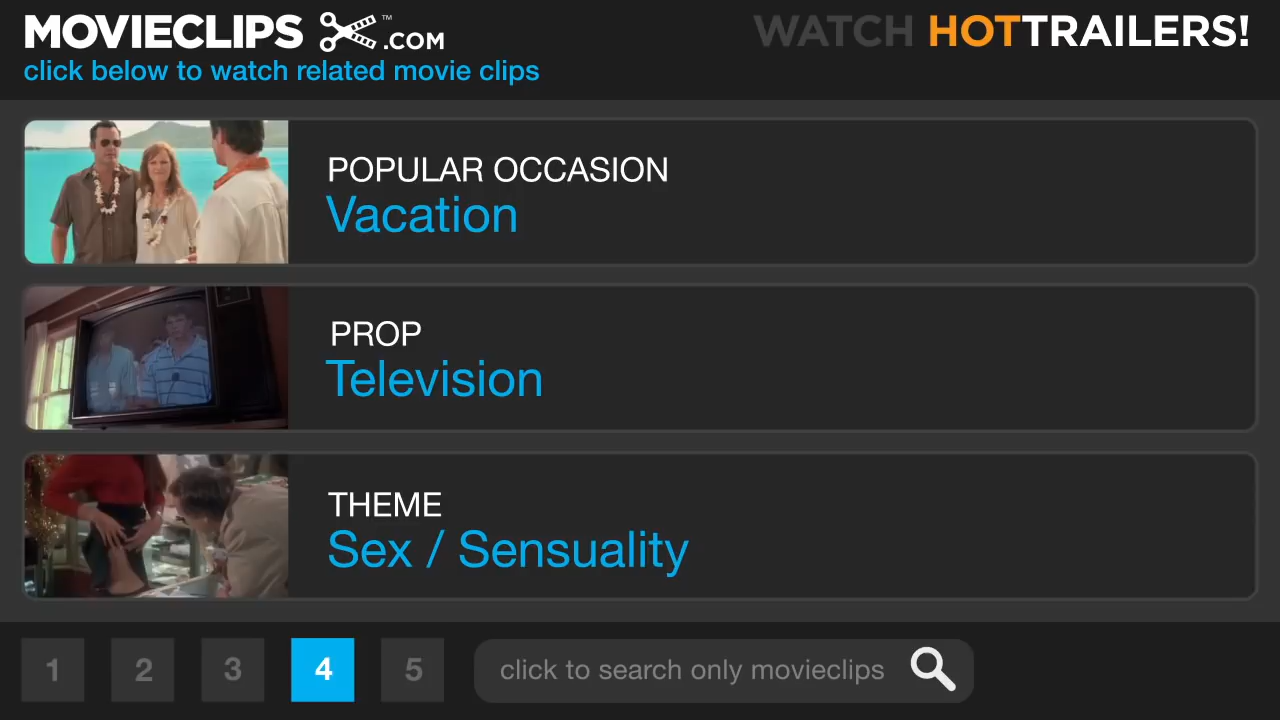 MOVIECLIPS ™ .COM
WATCH HOTTRAILERS!
click below to watch related movie clips
POPULAR OCCASION
Vacation
PROP
Television
THEME
Sex / Sensuality
1 2 3 4 5
click to search only movieclips